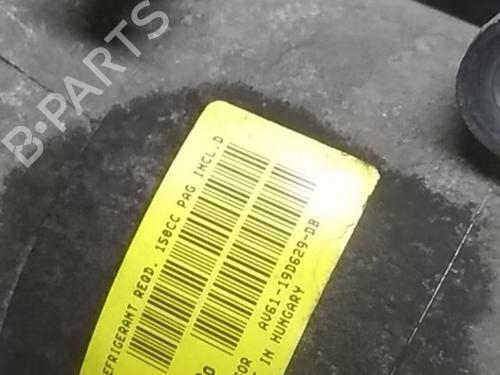 B·PARTS
REFRIGERANT REQD. 150CC PAG INCL.D
AV61-19D629-DB
IN HUNGARY